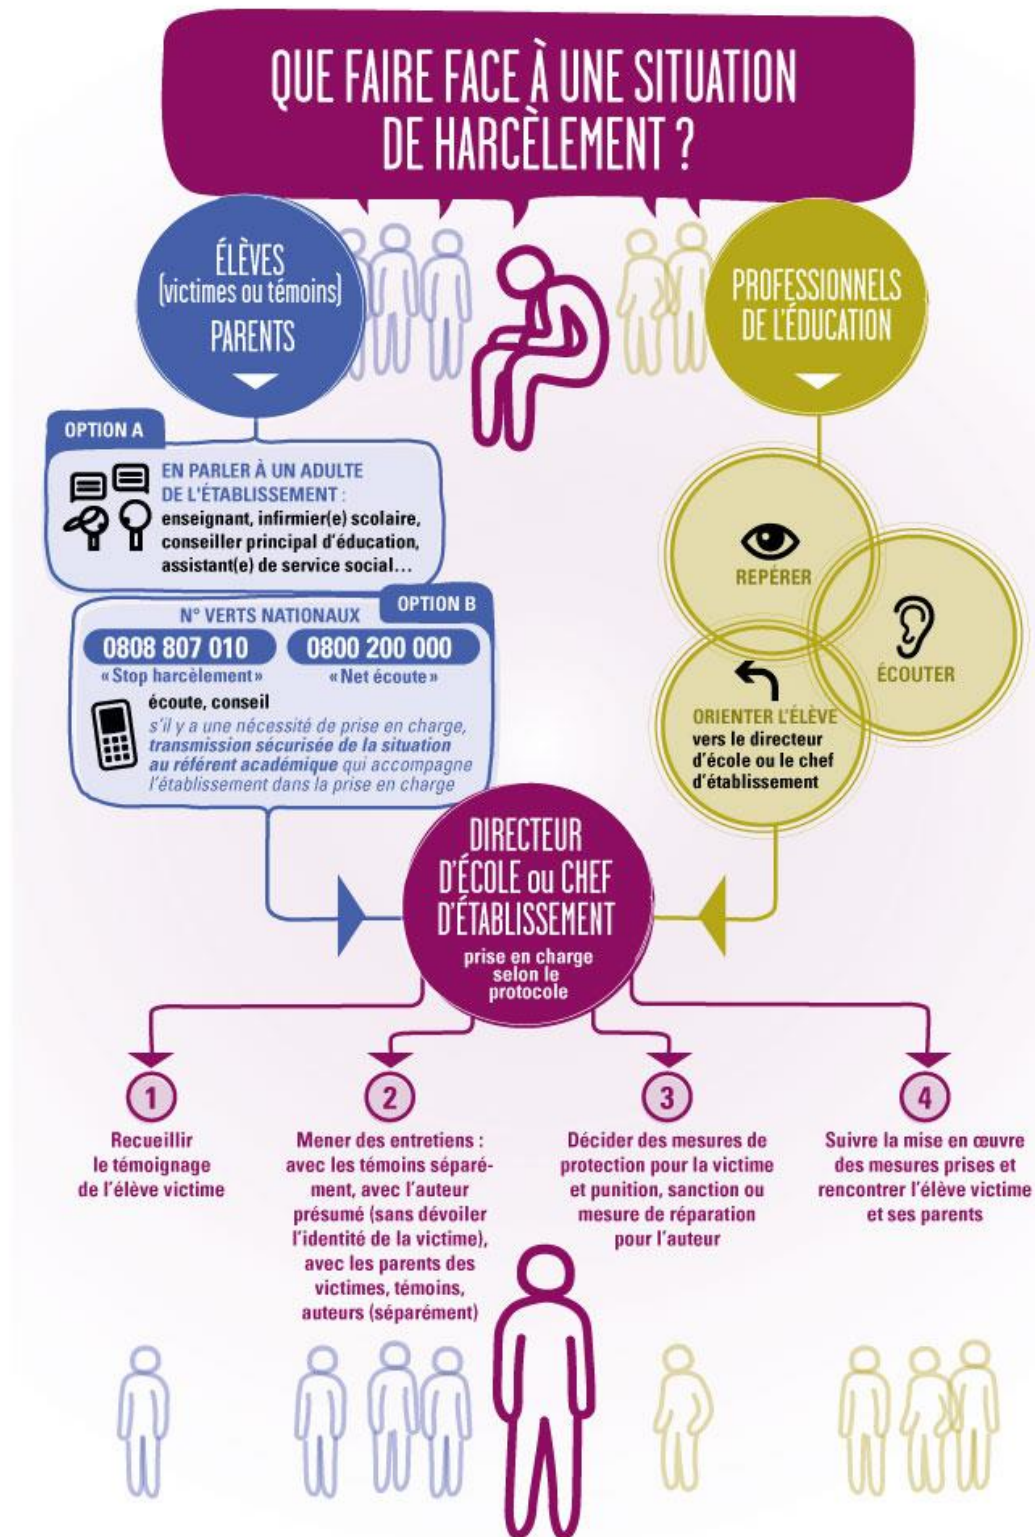 QUE FAIRE FACE À UNE SITUATION
DE HARCÈLEMENT ?
ÉLÈVES
(victimes ou témoins)
PARENTS
PROFESSIONNELS
DE L'ÉDUCATION
OPTION A
EN PARLER À UN ADULTE
DE L'ÉTABLISSEMENT :
enseignant, infirmier(e) scolaire,
conseiller principal d'éducation,
assistant(e) de service social...
OPTION B
N° VERTS NATIONAUX
0808 807 010
0800 200 000
«Stop harcèlement»
«Net écoute»
écoute, conseil
s'il y a une nécessité de prise en charge,
transmission sécurisée de la situation
au référent académique qui accompagne
l'établissement dans la prise en charge
REPÉRER
ÉCOUTER
ORIENTER L'ÉLÈVE
vers le directeur
d'école ou le chef
d'établissement
DIRECTEUR
D'ÉCOLE ou CHEF
D'ÉTABLISSEMENT
prise en charge
selon le
protocole
1
Recueillir
le témoignage
de l'élève victime
2
Mener des entretiens :
avec les témoins séparé-
ment, avec l'auteur
présumé (sans dévoiler
l'identité de la victime),
avec les parents des
victimes, témoins,
auteurs (séparément)
3
Décider des mesures de
protection pour la victime
et punition, sanction ou
mesure de réparation
pour l'auteur
4
Suivre la mise en œuvre
des mesures prises et
rencontrer l'élève victime
et ses parents